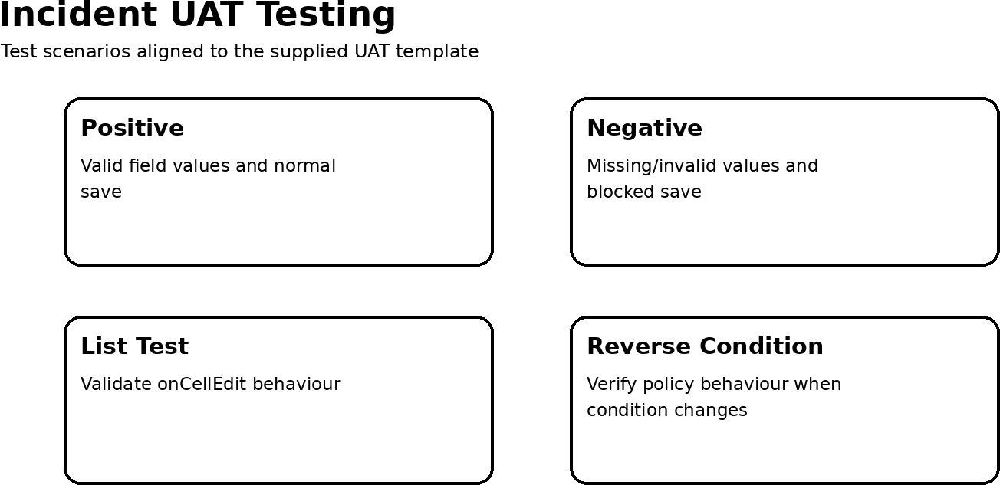 Incident UAT Testing
Test scenarios aligned to the supplied UAT template
Positive
Valid field values and normal
save
Negative
Missing/invalid values and
blocked save
List Test
Validate onCellEdit behaviour
Reverse Condition
Verify policy behaviour when
condition changes